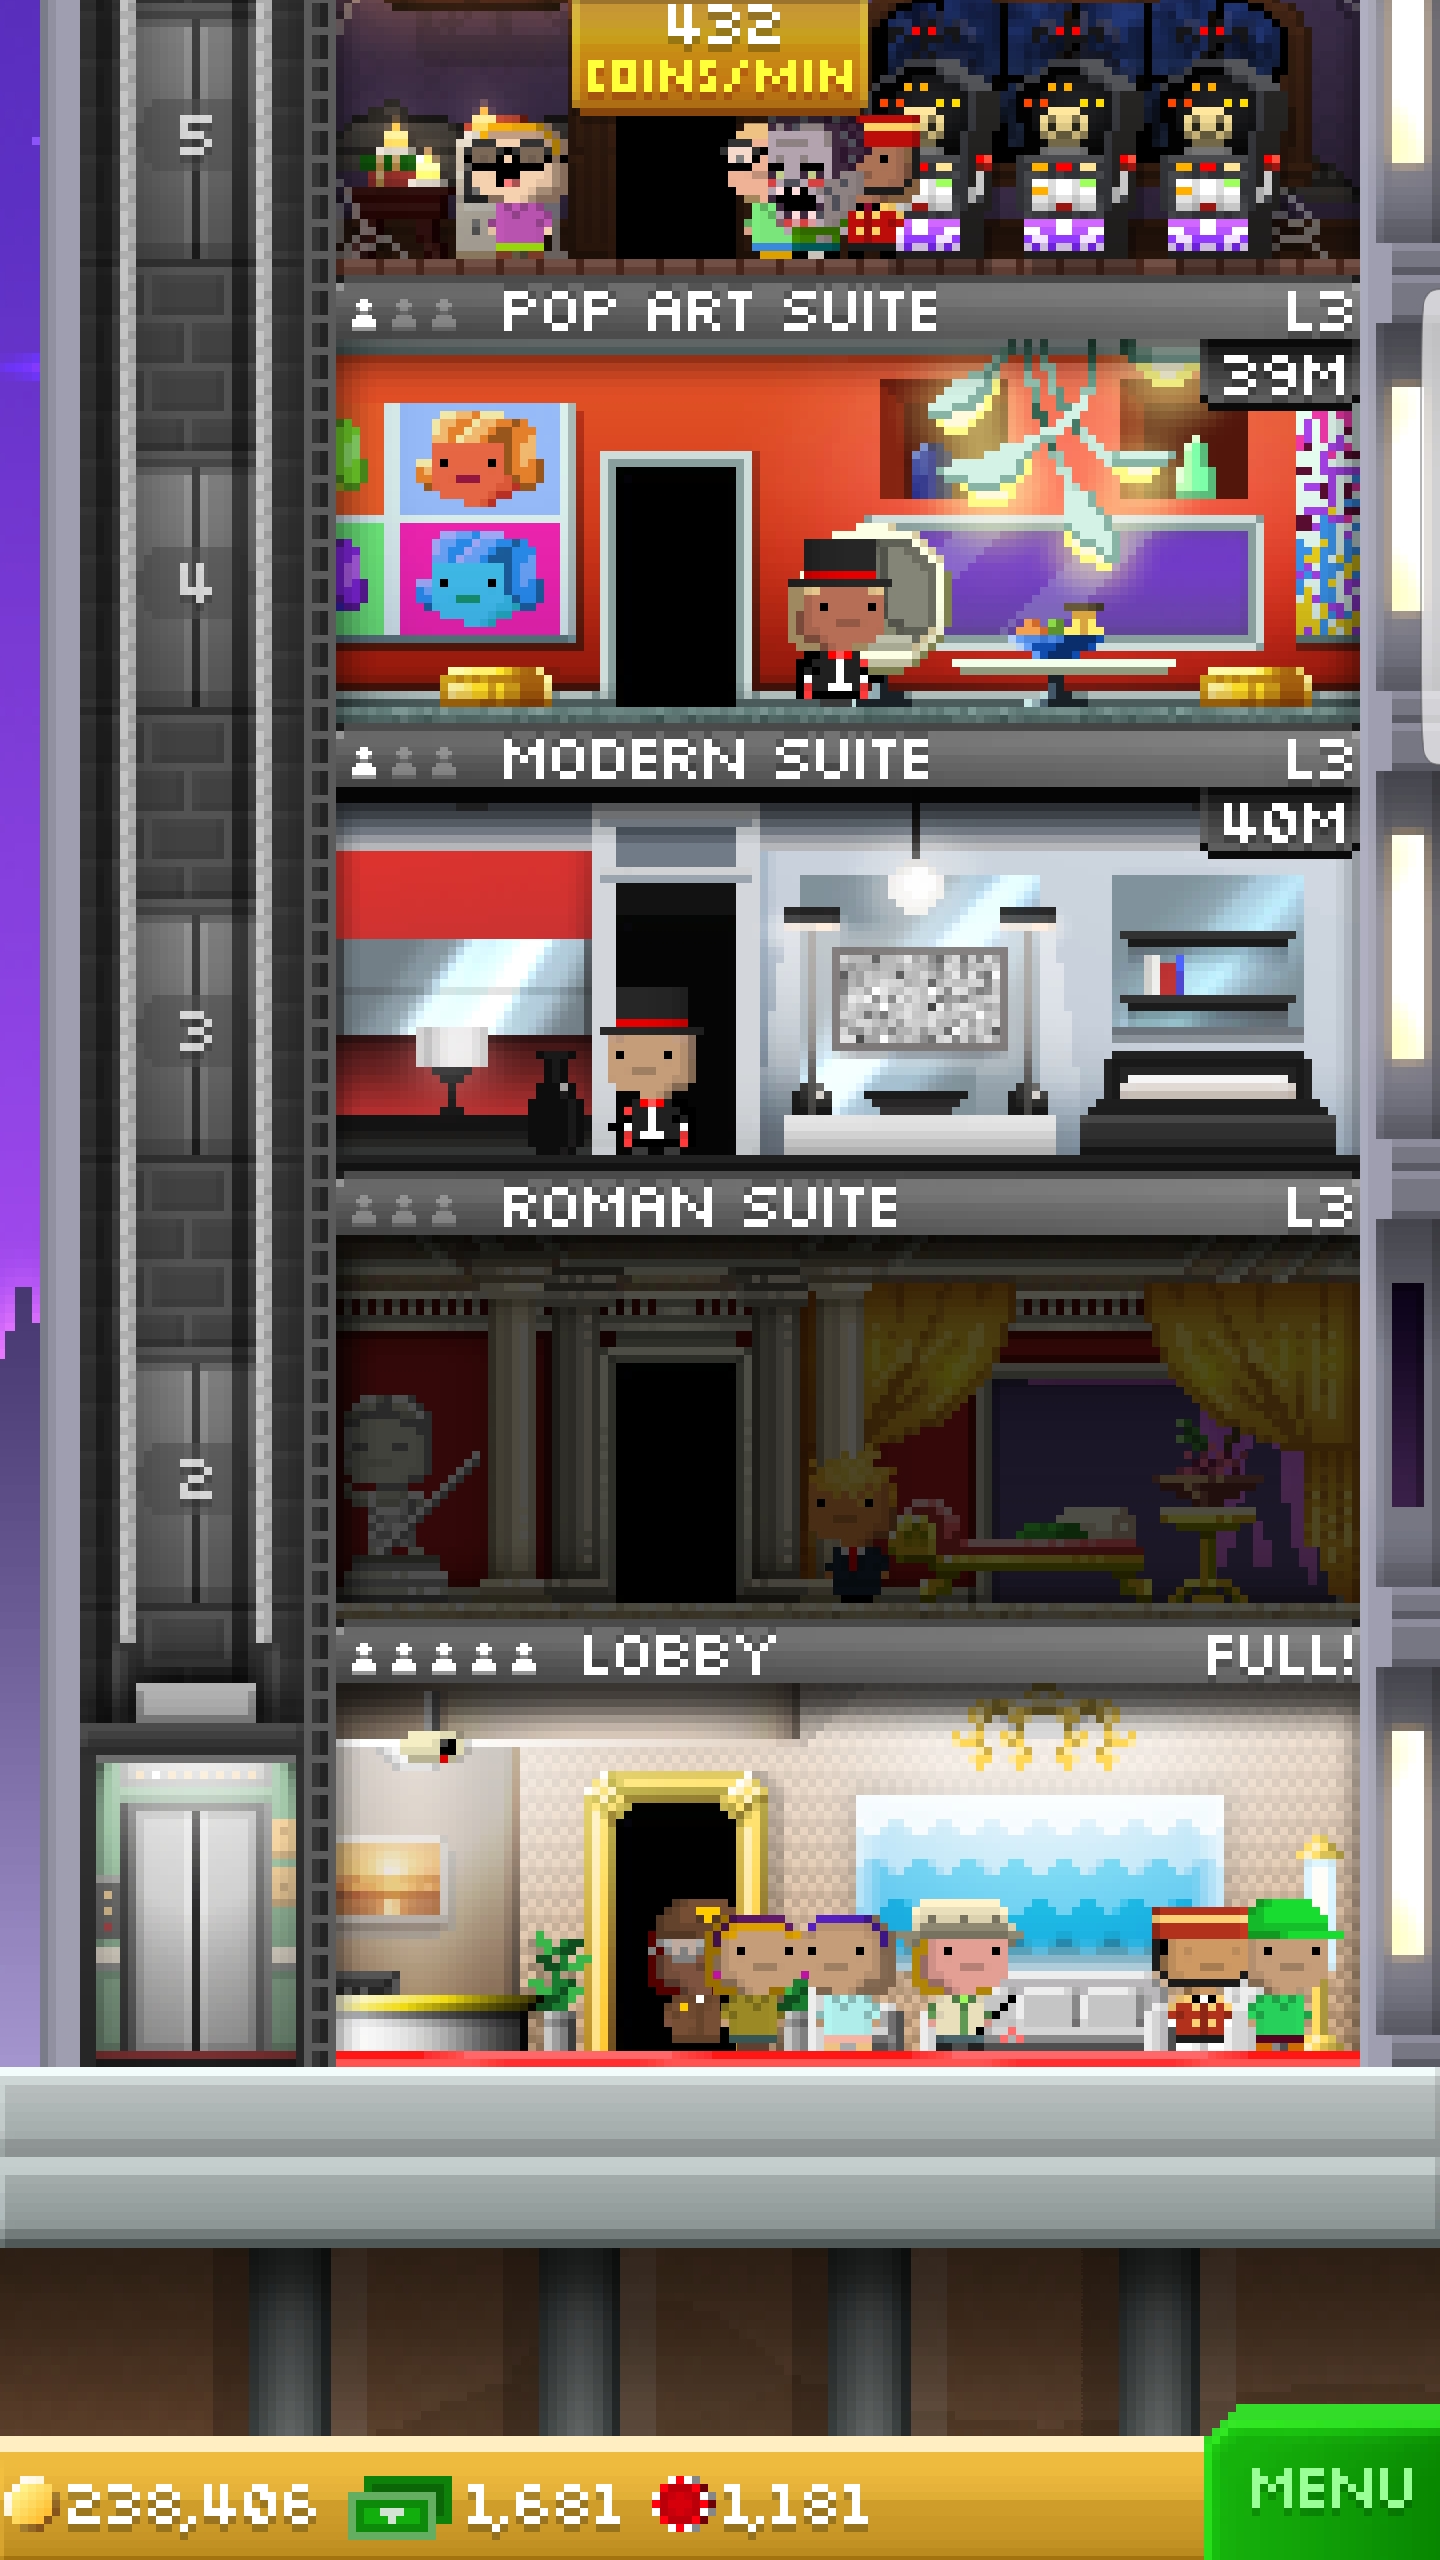 432
COINS/MIN
5
POP ART SUITE L3
39M
4
MODERN SUITE L3
40M
3
ROMAN SUITE L3
2
LOBBY FULL!
238,406 1,681 1,181
MENU